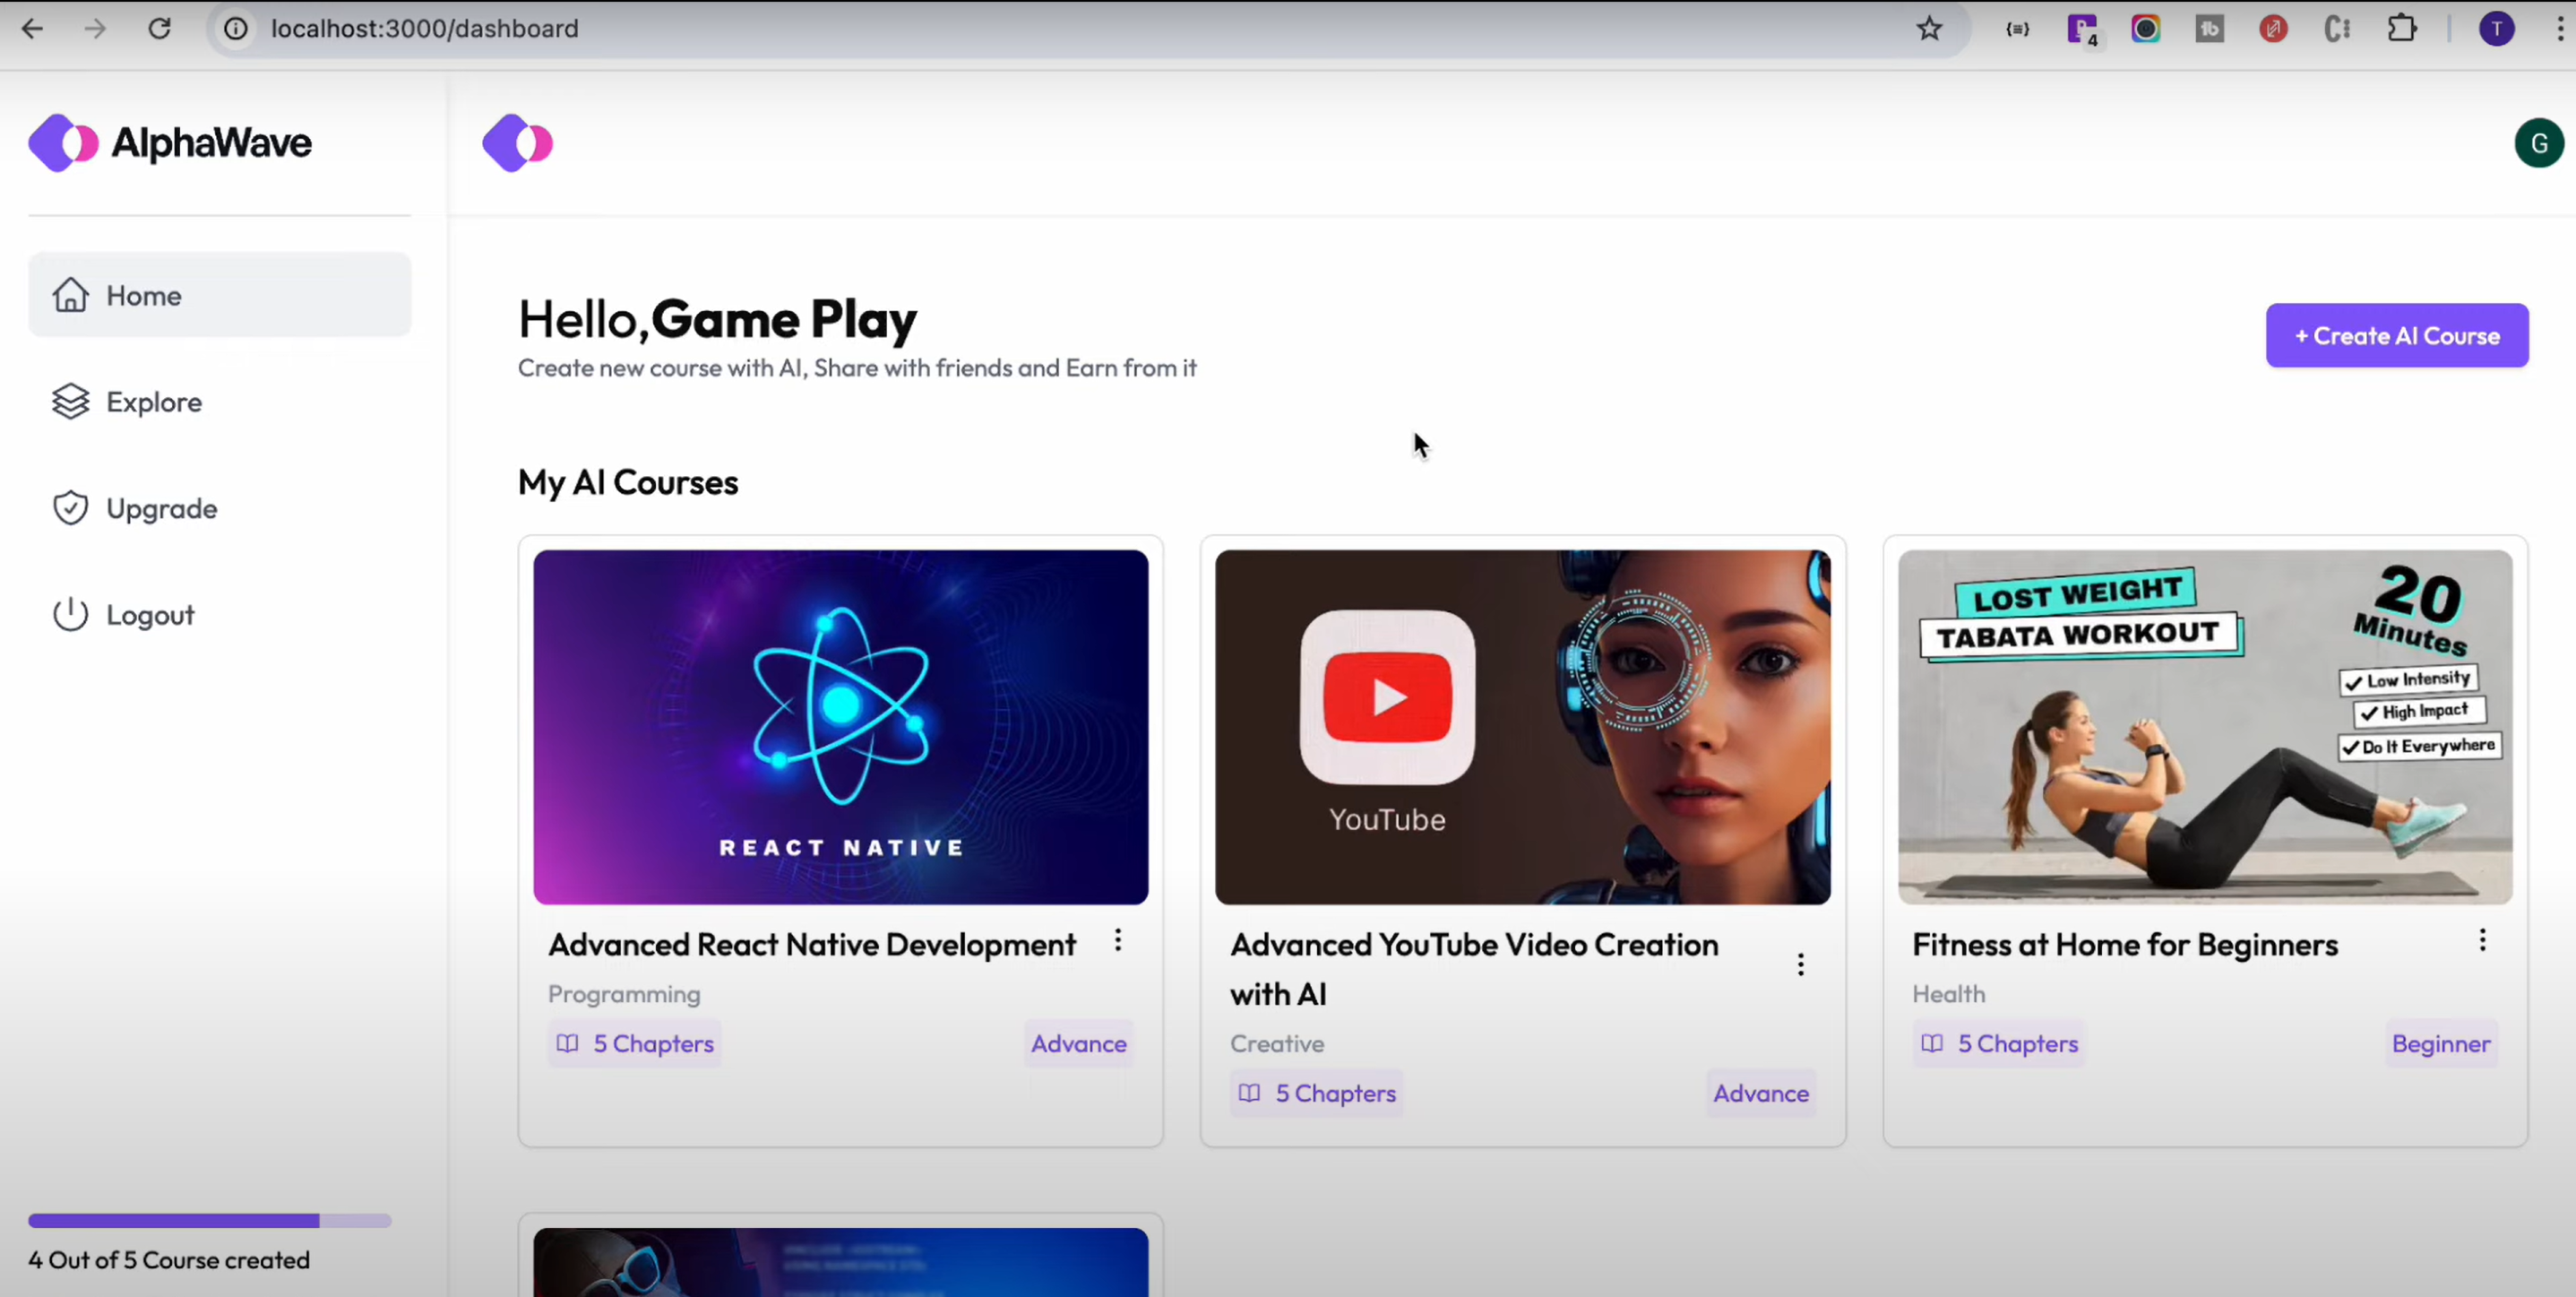 localhost:3000/dashboard
4
T
AlphaWave
G
Home
Explore
Upgrade
Logout
4 Out of 5 Course created
Hello,Game Play
Create new course with AI, Share with friends and Earn from it
+ Create AI Course
My AI Courses
REACT NATIVE
Advanced React Native Development
Programming
5 Chapters
Advance
YouTube
Advanced YouTube Video Creation
with AI
Creative
5 Chapters
Advance
LOST WEIGHT
TABATA WORKOUT
20
Minutes
Low Intensity
High Impact
Do It Everywhere
Fitness at Home for Beginners
Health
5 Chapters
Beginner